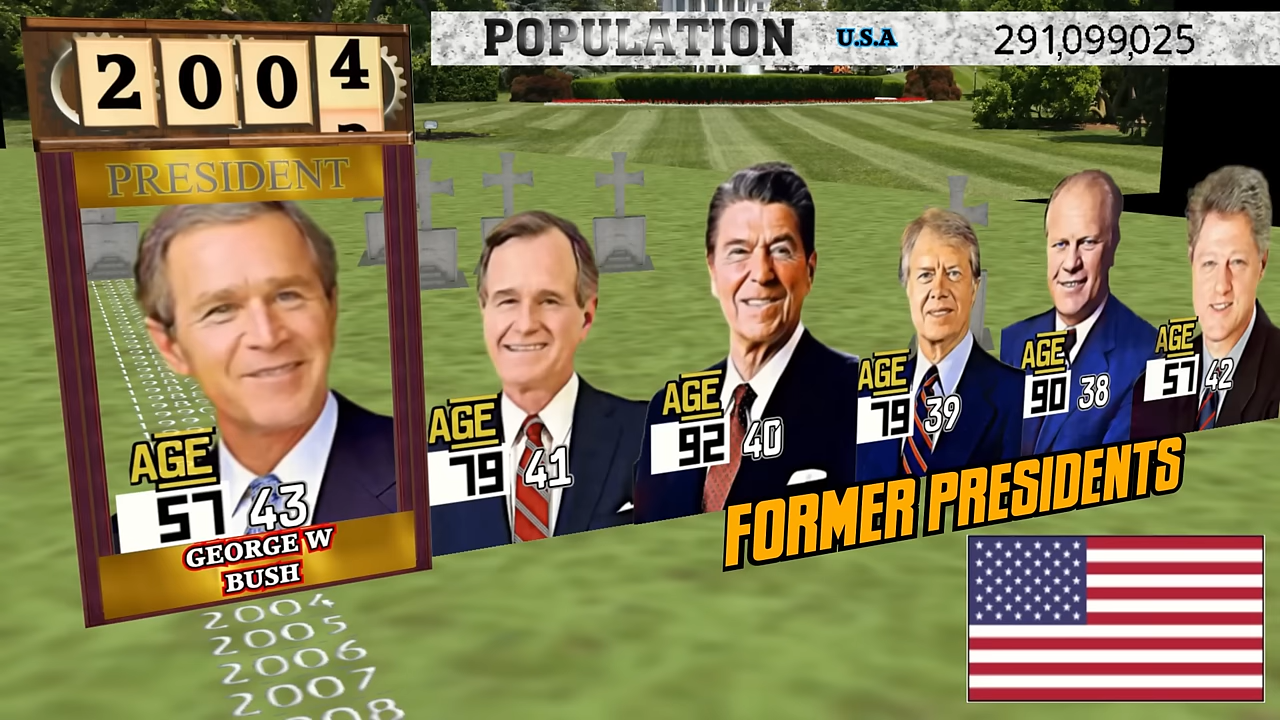 POPULATION U.S.A 291,099,025
2004
PRESIDENT
AGE
57
43
GEORGE W
BUSH
AGE
79
41
AGE
92
40
AGE
79
39
AGE
90
38
AGE
57
42
FORMER PRESIDENTS
2004
2005
2006
2007